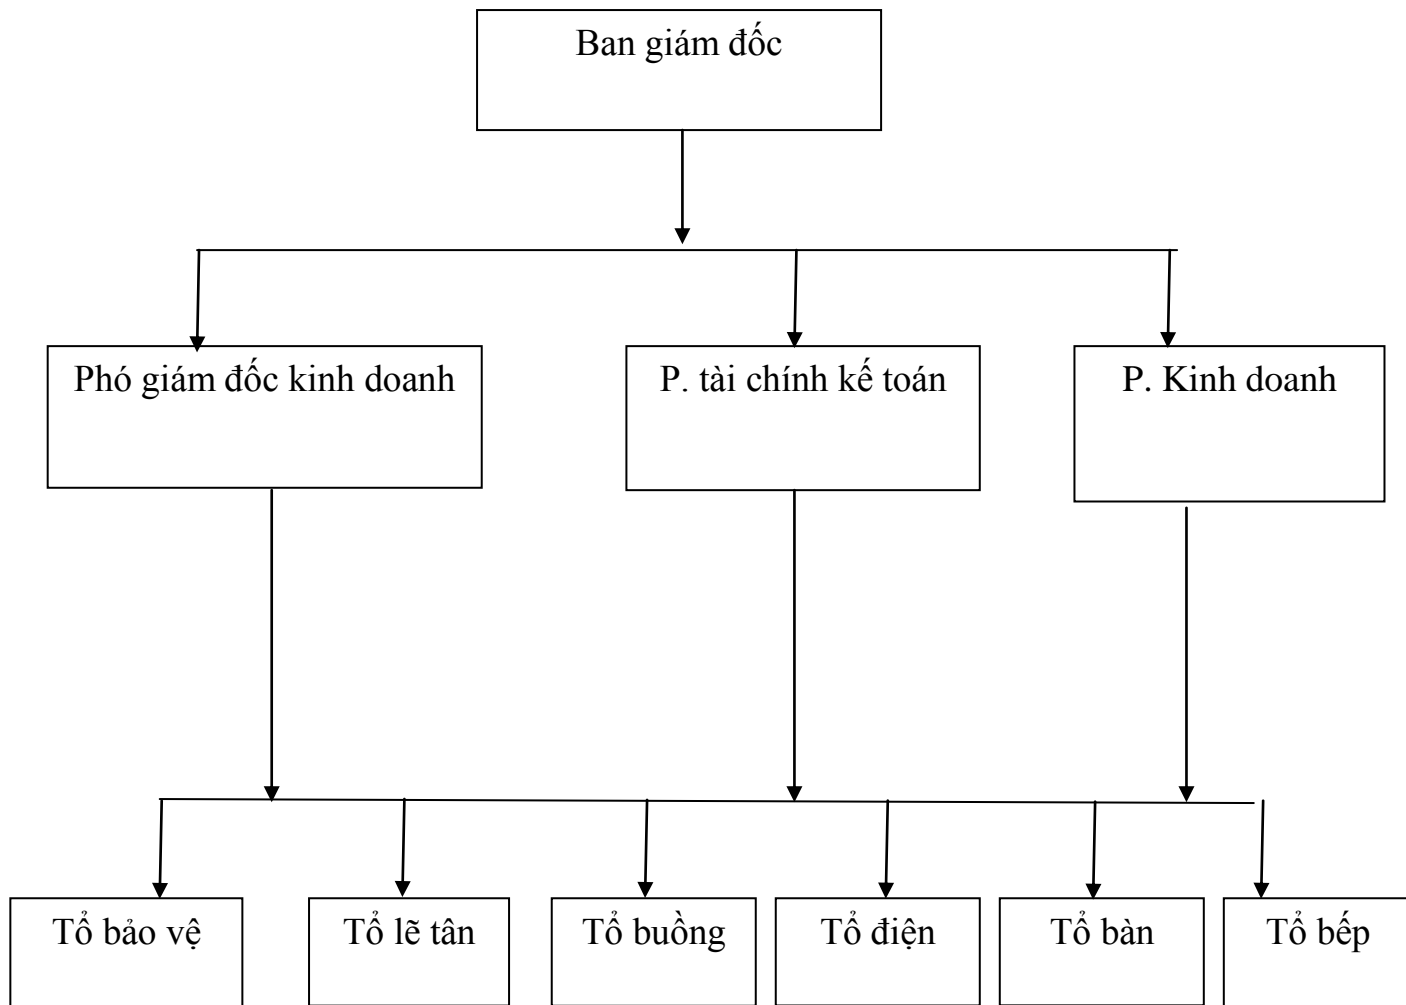 Ban giám đốc
Phó giám đốc kinh doanh
P. tài chính kế toán
P. Kinh doanh
Tổ bảo vệ
Tổ lẽ tân
Tổ buồng
Tổ điện
Tổ bàn
Tổ bếp